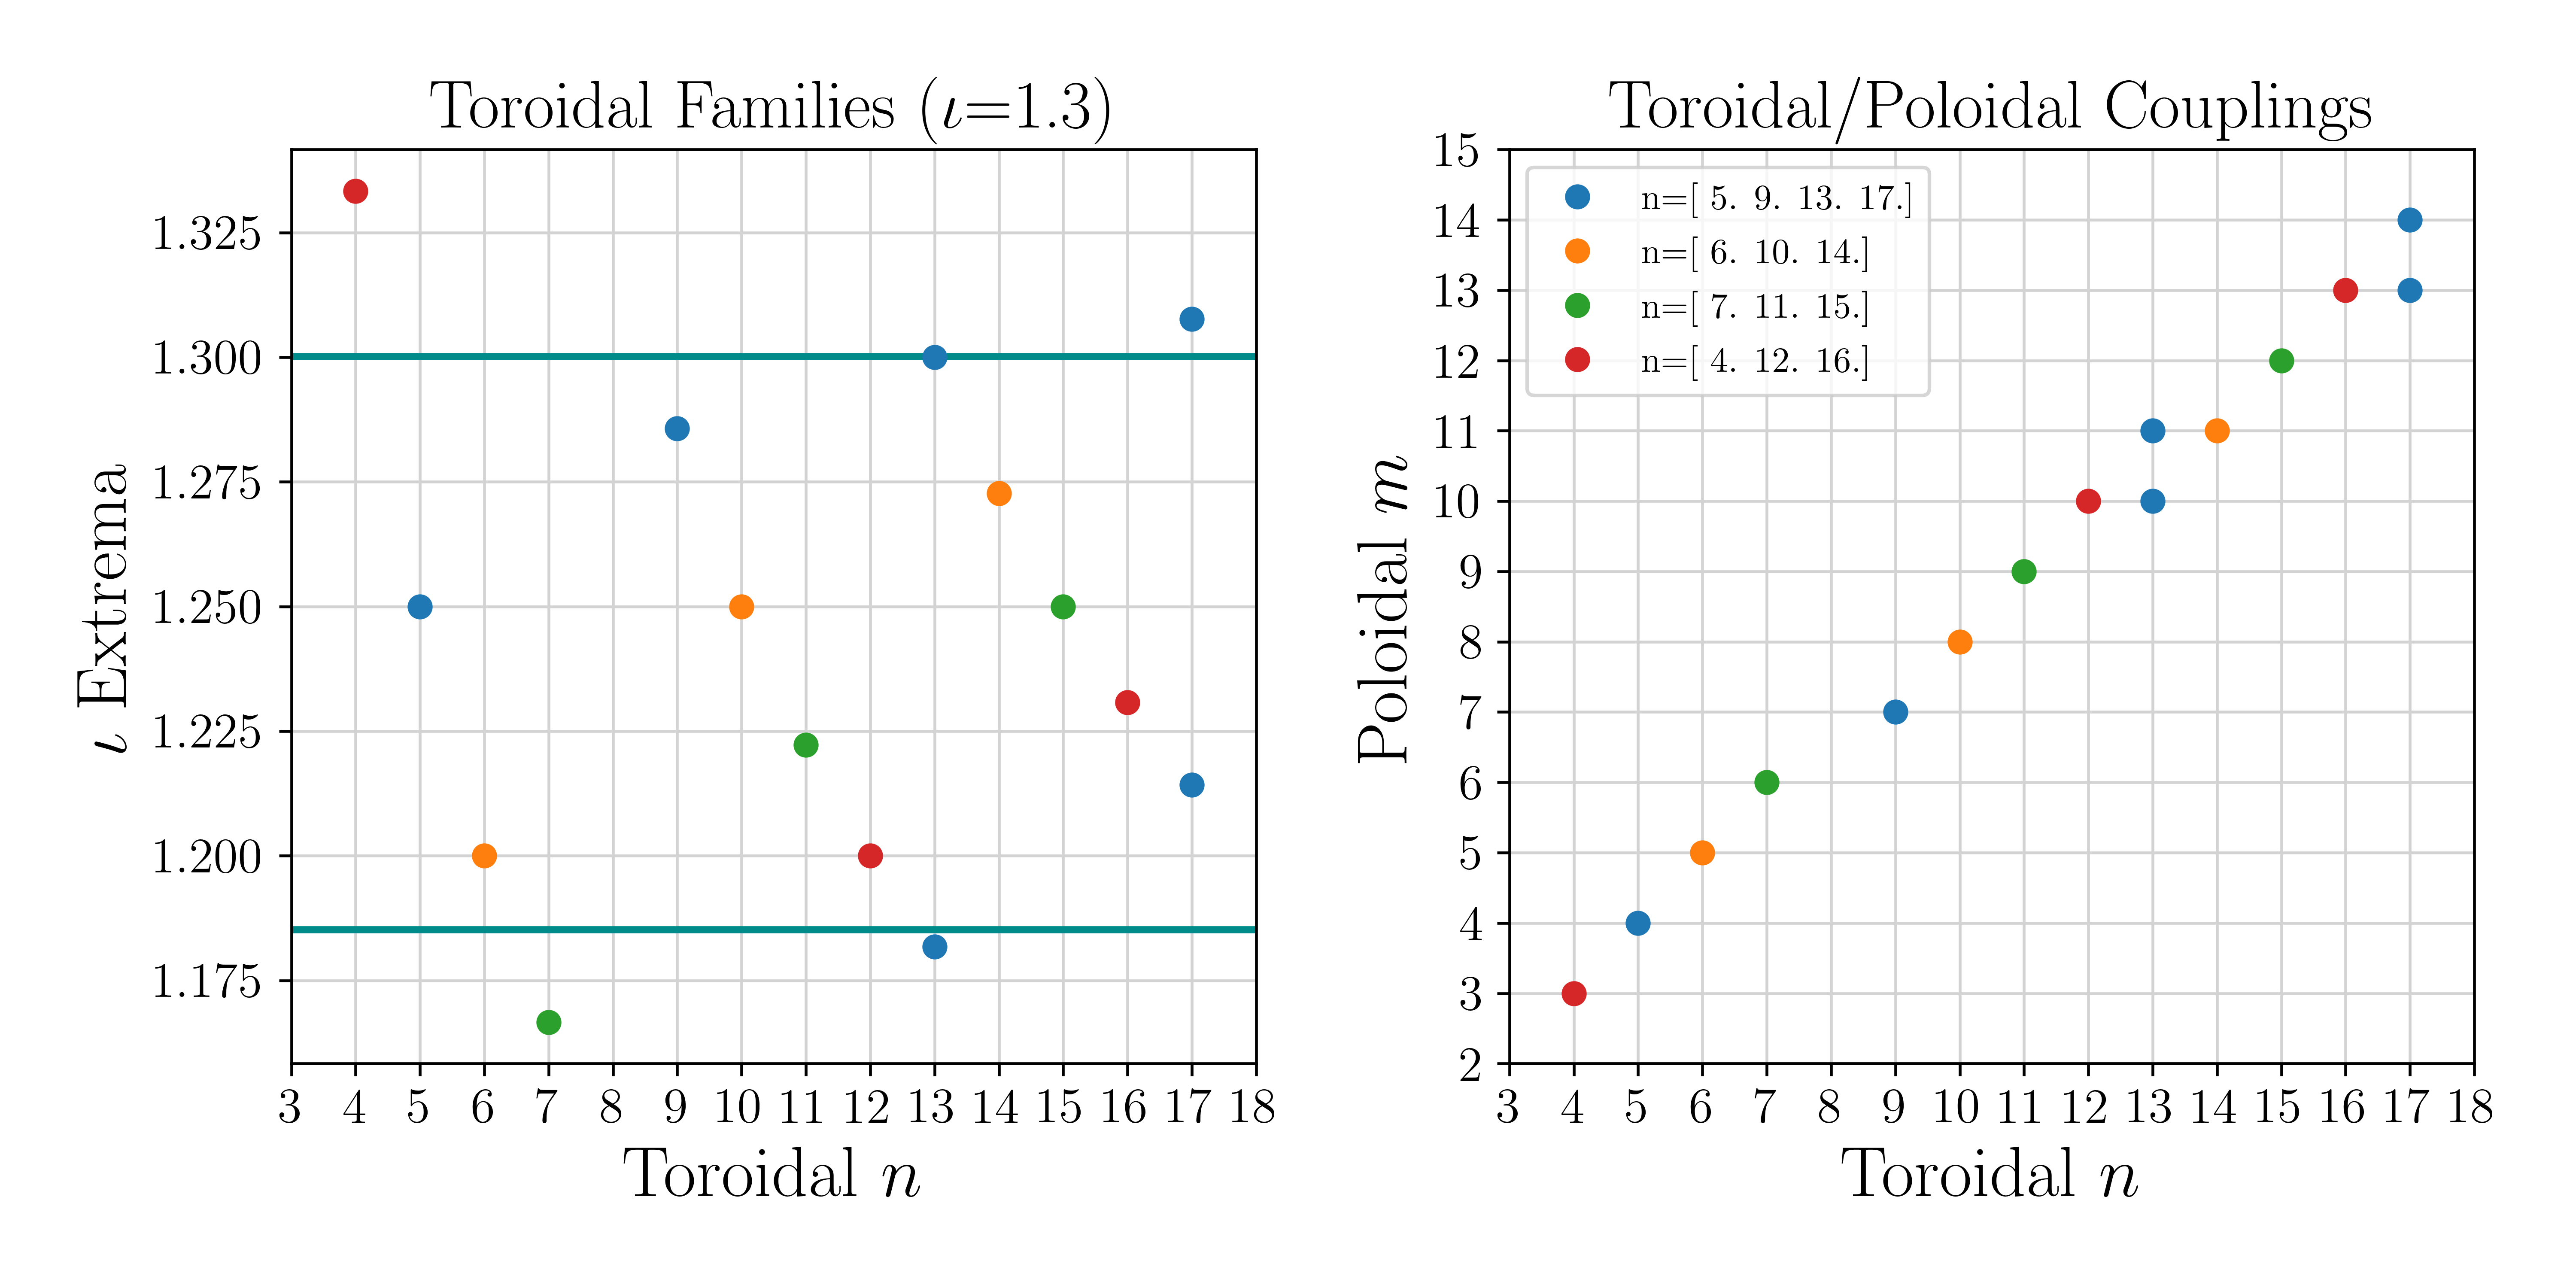 Toroidal Families (ι=1.3)
ι Extrema
1.325
1.300
1.275
1.250
1.225
1.200
1.175
3 4 5 6 7 8 9 10 11 12 13 14 15 16 17 18
Toroidal n
Toroidal/Poloidal Couplings
Poloidal m
15
14
13
12
11
10
9
8
7
6
5
4
3
2
n=[ 5. 9. 13. 17.]
n=[ 6. 10. 14.]
n=[ 7. 11. 15.]
n=[ 4. 12. 16.]
3 4 5 6 7 8 9 10 11 12 13 14 15 16 17 18
Toroidal n